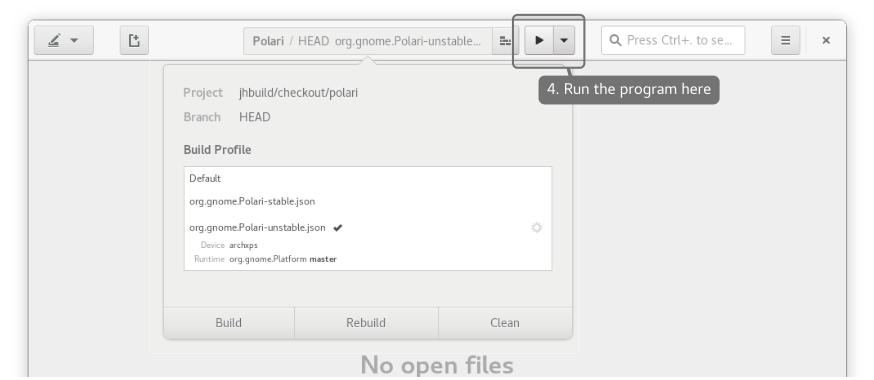 Polari / HEAD org.gnome.Polari-unstable...
Press Ctrl+. to se...
4. Run the program here
Project jhbuild/checkout/polari
Branch HEAD
Build Profile
Default
org.gnome.Polari-stable.json
org.gnome.Polari-unstable.json
Device archxps
Runtime org.gnome.Platform master
Build Rebuild Clean
No open files